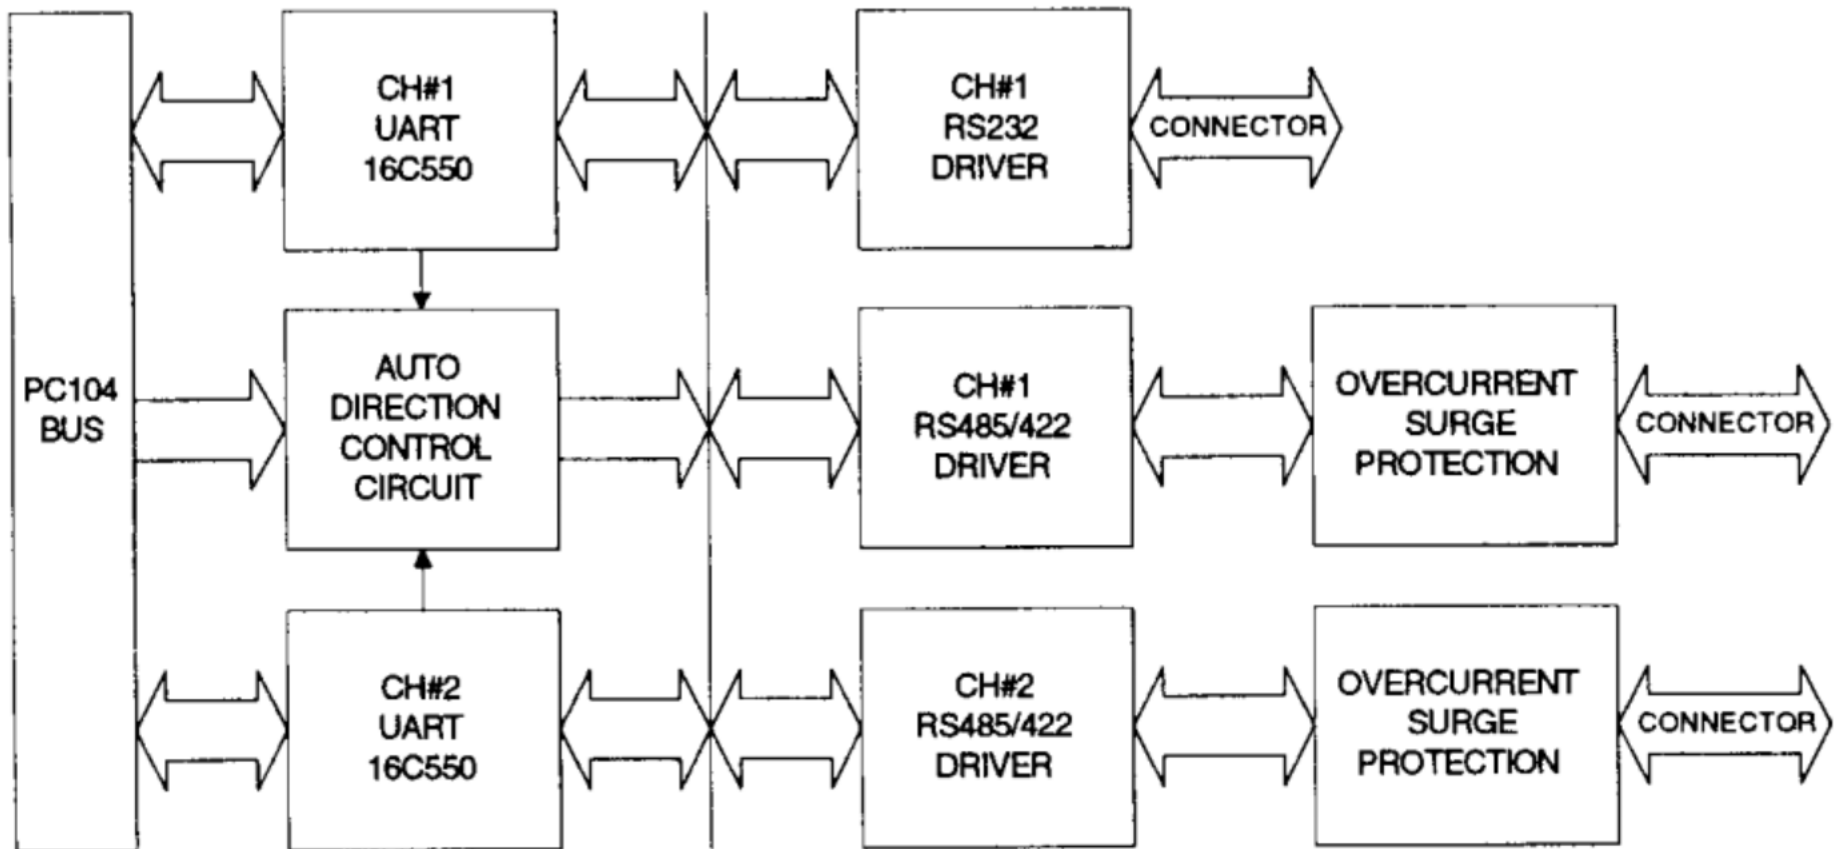 PC104
BUS
CH#1
UART
16C550
CH#1
RS232
DRIVER
CONNECTOR
AUTO
DIRECTION
CONTROL
CIRCUIT
CH#1
RS485/422
DRIVER
OVERCURRENT
SURGE
PROTECTION
CONNECTOR
CH#2
UART
16C550
CH#2
RS485/422
DRIVER
OVERCURRENT
SURGE
PROTECTION
CONNECTOR